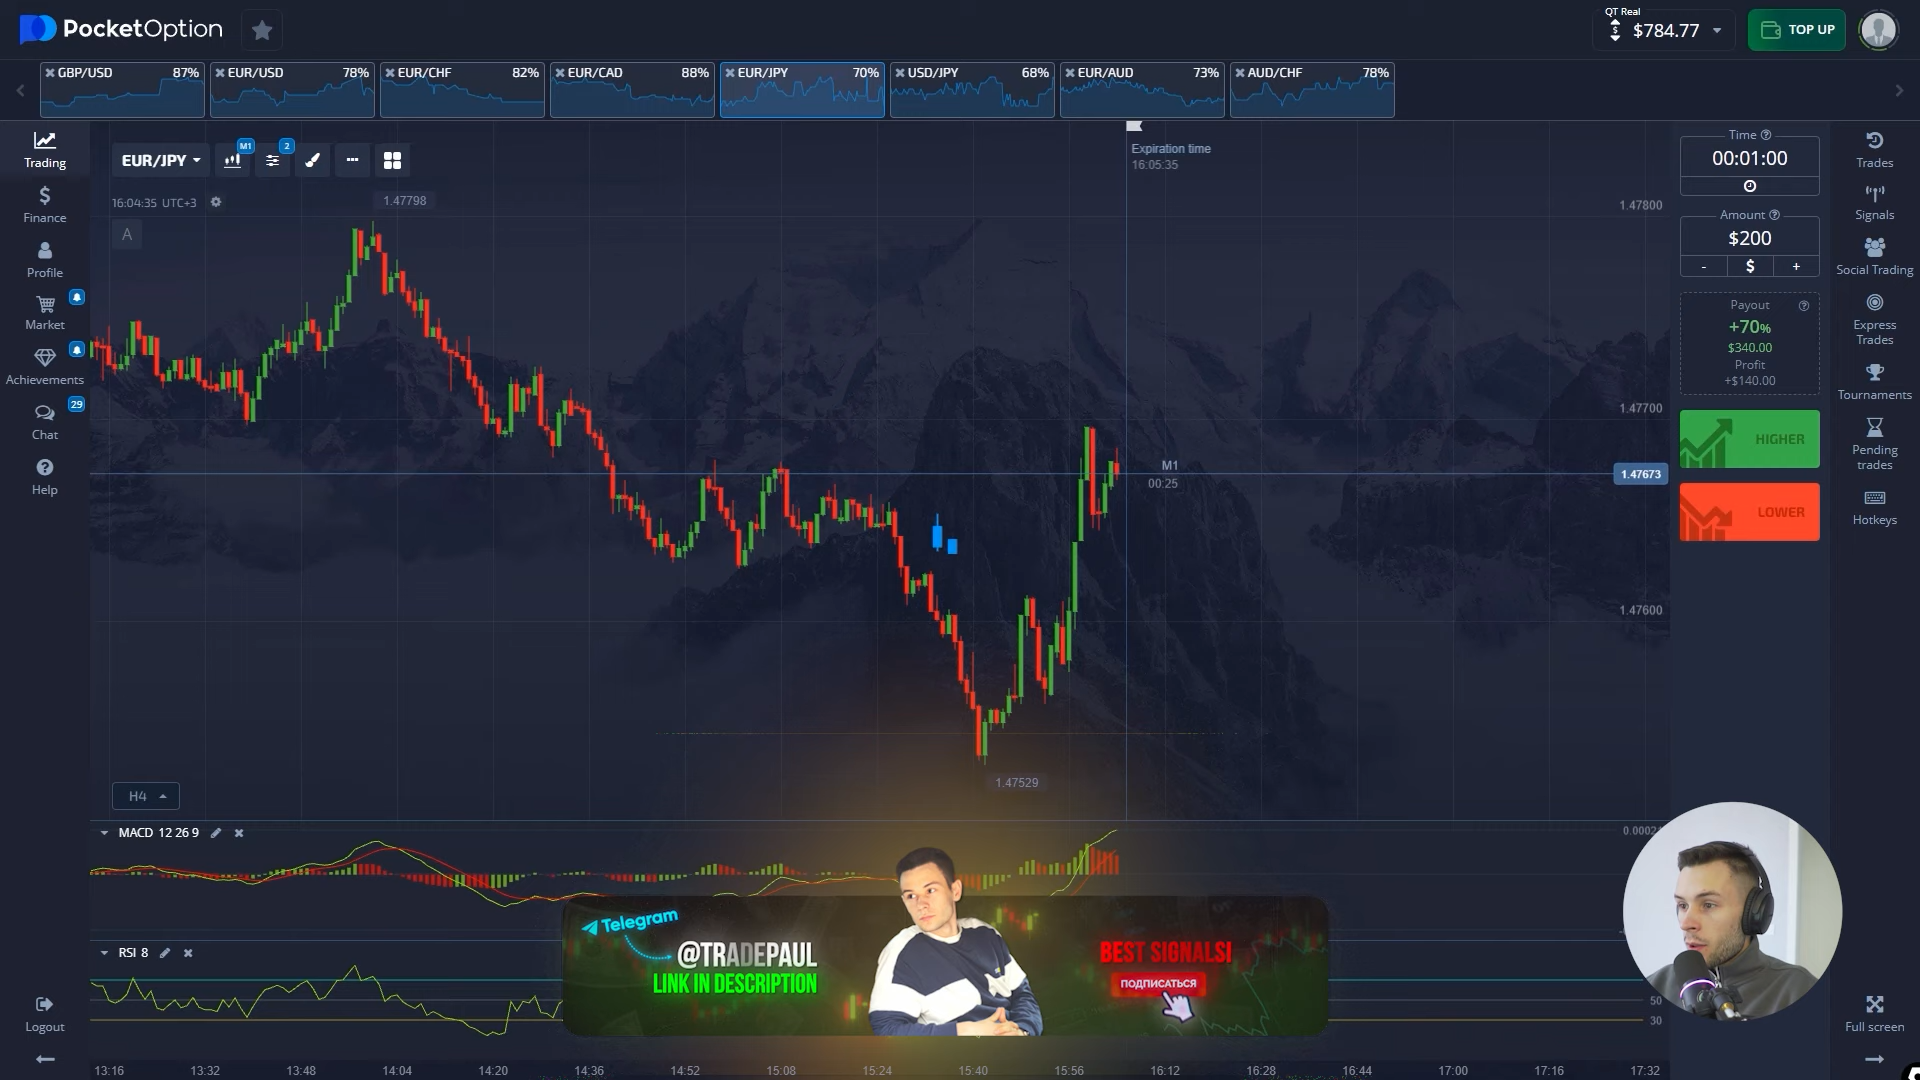 PocketOption
QT Real
$784.77
TOP UP
GBP/USD 87%
EUR/USD 78%
EUR/CHF 82%
EUR/CAD 88%
EUR/JPY 70%
USD/JPY 68%
EUR/AUD 73%
AUD/CHF 78%
Trading
Finance
Profile
Market
Achievements
29
Chat
Help
Logout
EUR/JPY
M1
2
16:04:35 UTC+3
A
1.47798
Expiration time
16:05:35
1.47800
1.47700
M1
00:25
1.47673
1.47600
1.47529
H4
MACD 12 26 9
RSI 8
50
30
Telegram
@TRADEPAUL
LINK IN DESCRIPTION
BEST SIGNALS!
ПОДПИСАТЬСЯ
13:16 13:32 13:48 14:04 14:20 14:36 14:52 15:08 15:24 15:40 15:56 16:12 16:28 16:44 17:00 17:16 17:32
Time
00:01:00
Amount
$200
- $ +
Payout
+70%
$340.00
Profit
+$140.00
HIGHER
LOWER
Trades
Signals
Social Trading
Express
Trades
Tournaments
Pending
trades
Hotkeys
Full screen